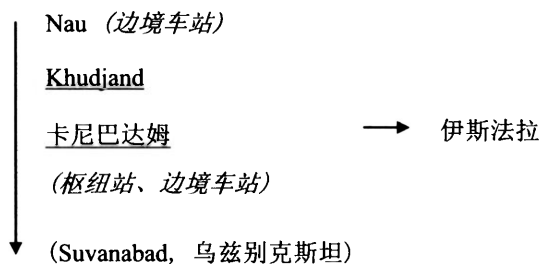 Nau（边境车站）
Khudjand
卡尼巴达姆
伊斯法拉
（枢纽站、边境车站）
（Suvanabad，乌兹别克斯坦）